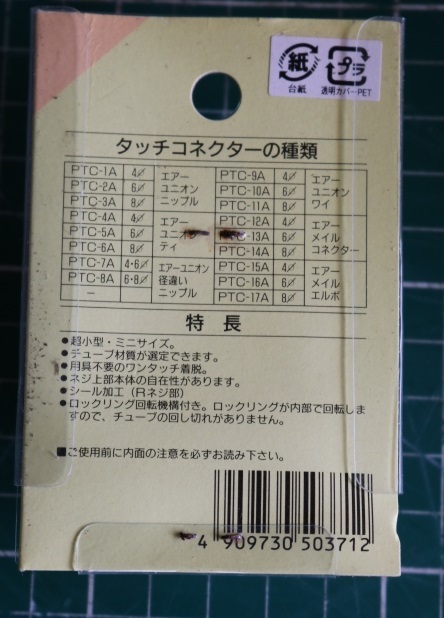 紙
台紙
プラ
透明カバーPET
タッチコネクターの種類
PTC-1A 4∮ エアー PTC-9A 4∮ エアー
PTC-2A 6∮ ユニオン PTC-10A 6∮ ユニオン
PTC-3A 8∮ ニップル PTC-11A 8∮ ワイ
PTC-4A 4∮ エアー PTC-12A 4∮ エアー
PTC-5A 6∮ ユニオ -13A 6∮ メイル
PTC-6A 8∮ ティ PTC-14A 8∮ コネクター
PTC-7A 4・6∮ エアーユニオン PTC-15A 4∮ エアー
PTC-8A 6・8∮ 径違い PTC-16A 6∮ メイル
— ニップル PTC-17A 8∮ エルボ
特長
●超小型・ミニサイズ。
●チューブ材質が選定できます。
●用具不要のワンタッチ着脱。
●ネジ上部本体の自在性があります。
●シール加工（Rネジ部）
●ロックリング回転機構付き。ロックリングが内部で回転しま
すので、チューブの回し切れがありません。
■ご使用前に内面の注意を必ずお読み下さい。
4 909730 503712